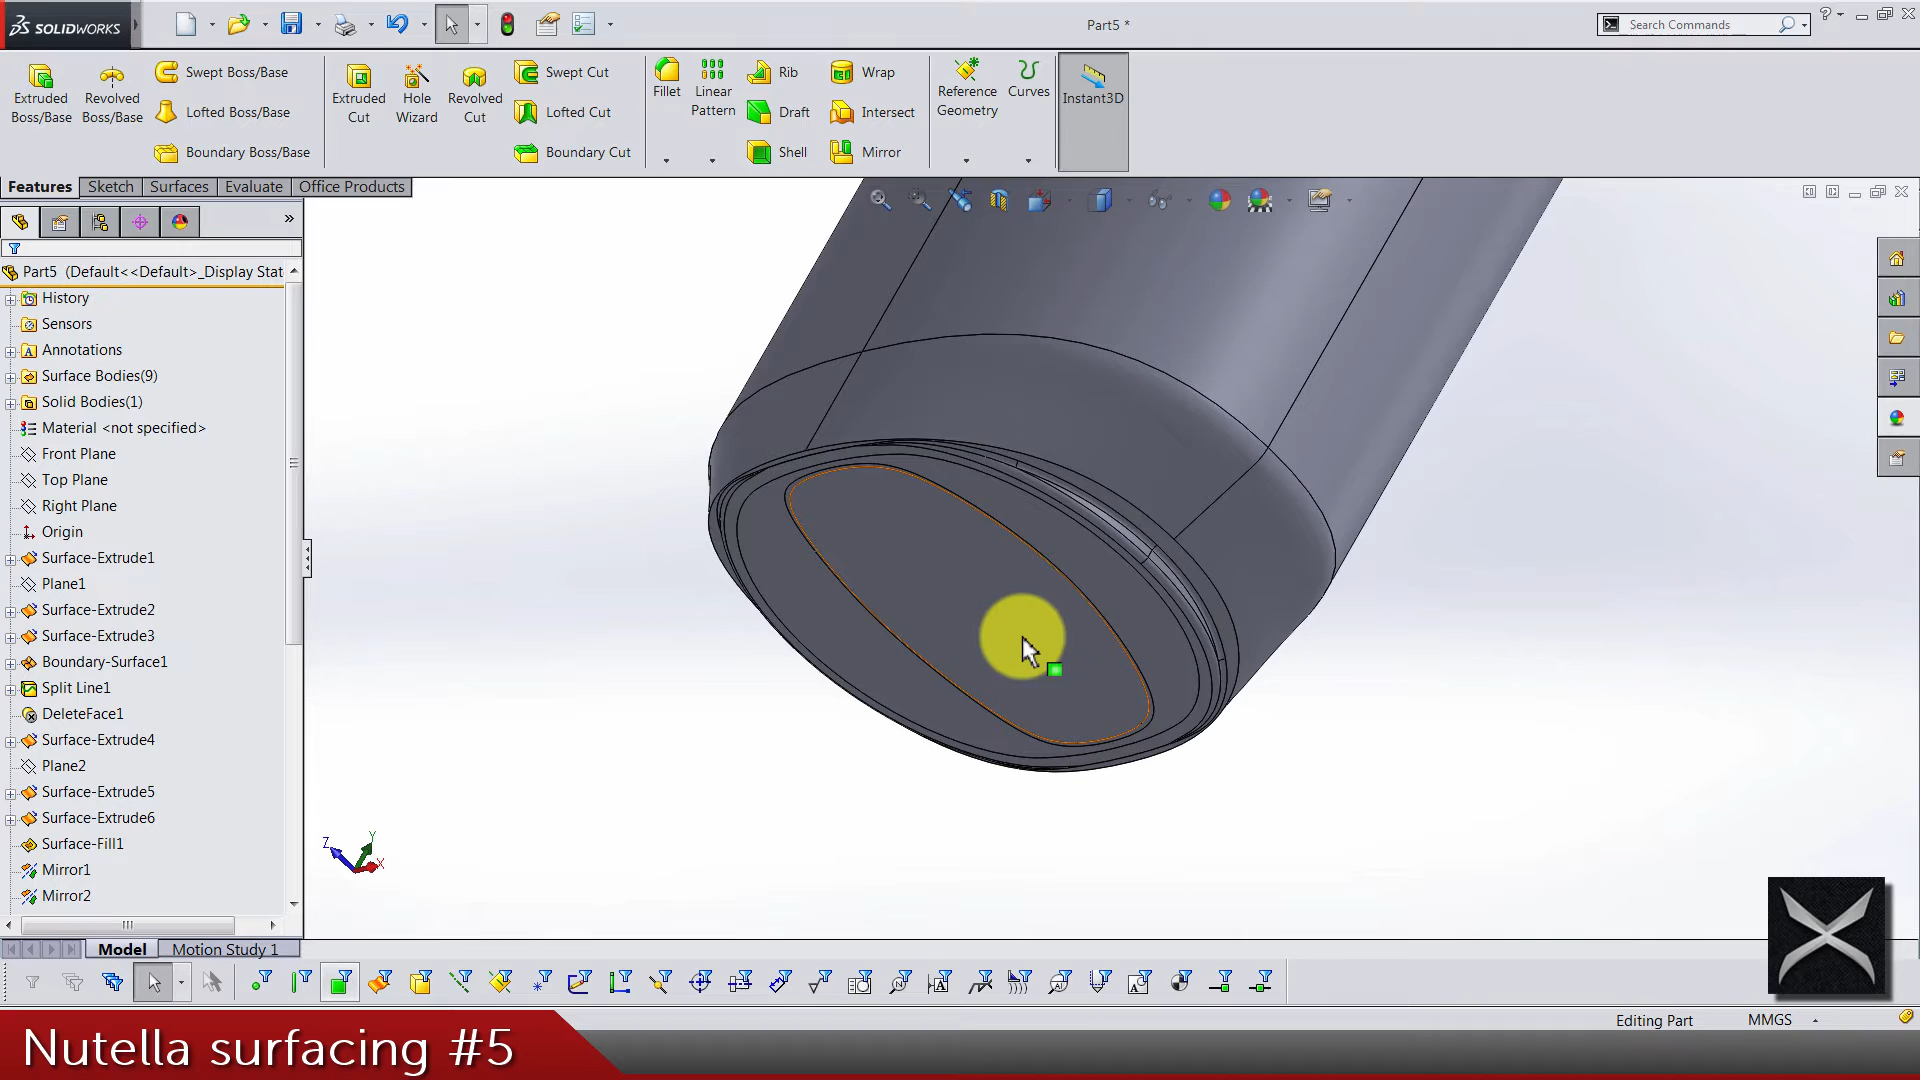 SOLIDWORKS
Part5 *
Search Commands
Extruded Boss/Base
Revolved Boss/Base
Swept Boss/Base
Lofted Boss/Base
Boundary Boss/Base
Extruded Cut
Hole Wizard
Revolved Cut
Swept Cut
Lofted Cut
Boundary Cut
Fillet
Linear Pattern
Rib
Draft
Shell
Wrap
Intersect
Mirror
Reference Geometry
Curves
Instant3D
Features
Sketch
Surfaces
Evaluate
Office Products
Part5 (Default<<Default>_Display Stat
History
Sensors
Annotations
Surface Bodies(9)
Solid Bodies(1)
Material <not specified>
Front Plane
Top Plane
Right Plane
Origin
Surface-Extrude1
Plane1
Surface-Extrude2
Surface-Extrude3
Boundary-Surface1
Split Line1
DeleteFace1
Surface-Extrude4
Plane2
Surface-Extrude5
Surface-Extrude6
Surface-Fill1
Mirror1
Mirror2
Z
Y
X
Model
Motion Study 1
Editing Part
MMGS
Nutella surfacing #5